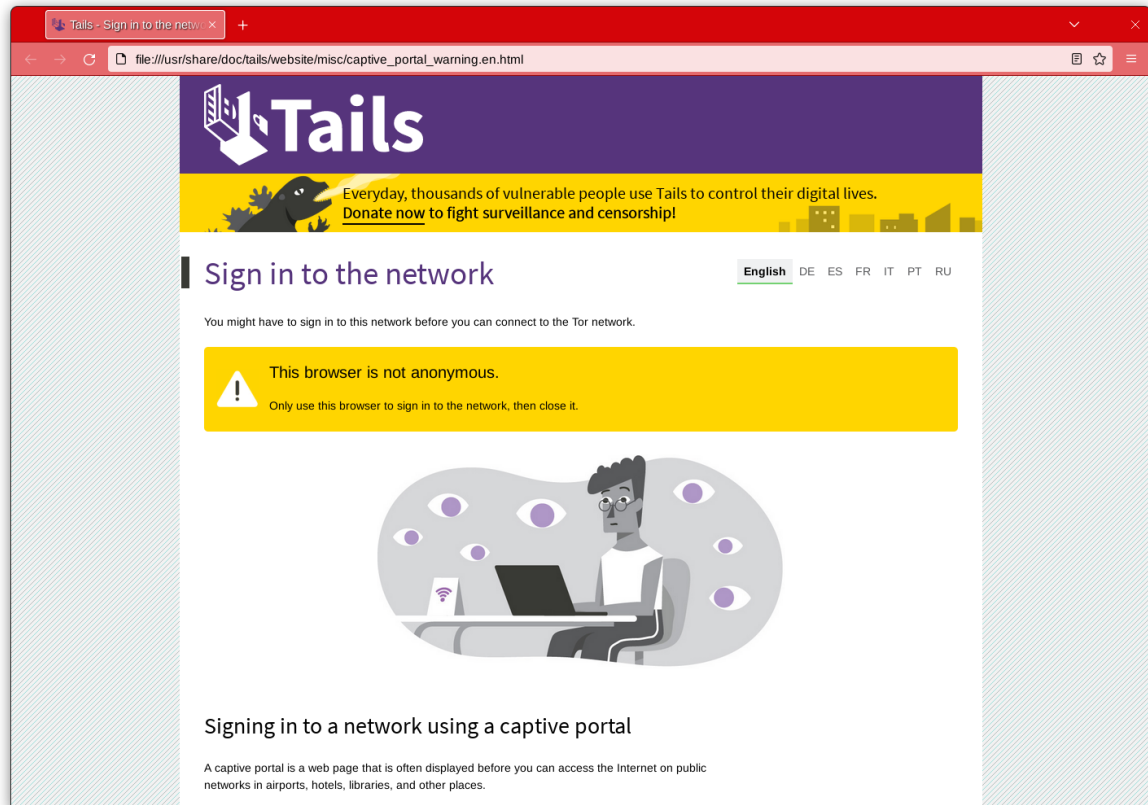 Tails - Sign in to the netwo
file:///usr/share/doc/tails/website/misc/captive_portal_warning.en.html
Tails
Everyday, thousands of vulnerable people use Tails to control their digital lives.
Donate now to fight surveillance and censorship!
Sign in to the network
English DE ES FR IT PT RU
You might have to sign in to this network before you can connect to the Tor network.
This browser is not anonymous.
Only use this browser to sign in to the network, then close it.
Signing in to a network using a captive portal
A captive portal is a web page that is often displayed before you can access the Internet on public
networks in airports, hotels, libraries, and other places.